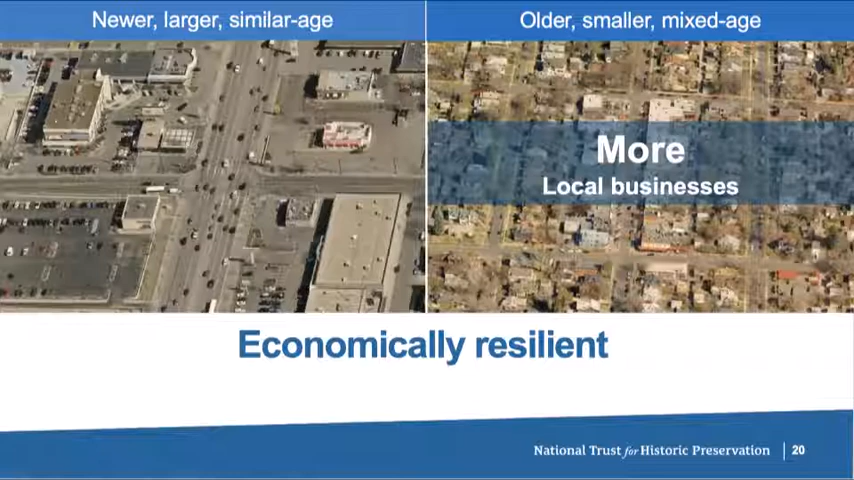 Newer, larger, similar-age
Older, smaller, mixed-age
More
Local businesses
Economically resilient
National Trust for Historic Preservation | 20